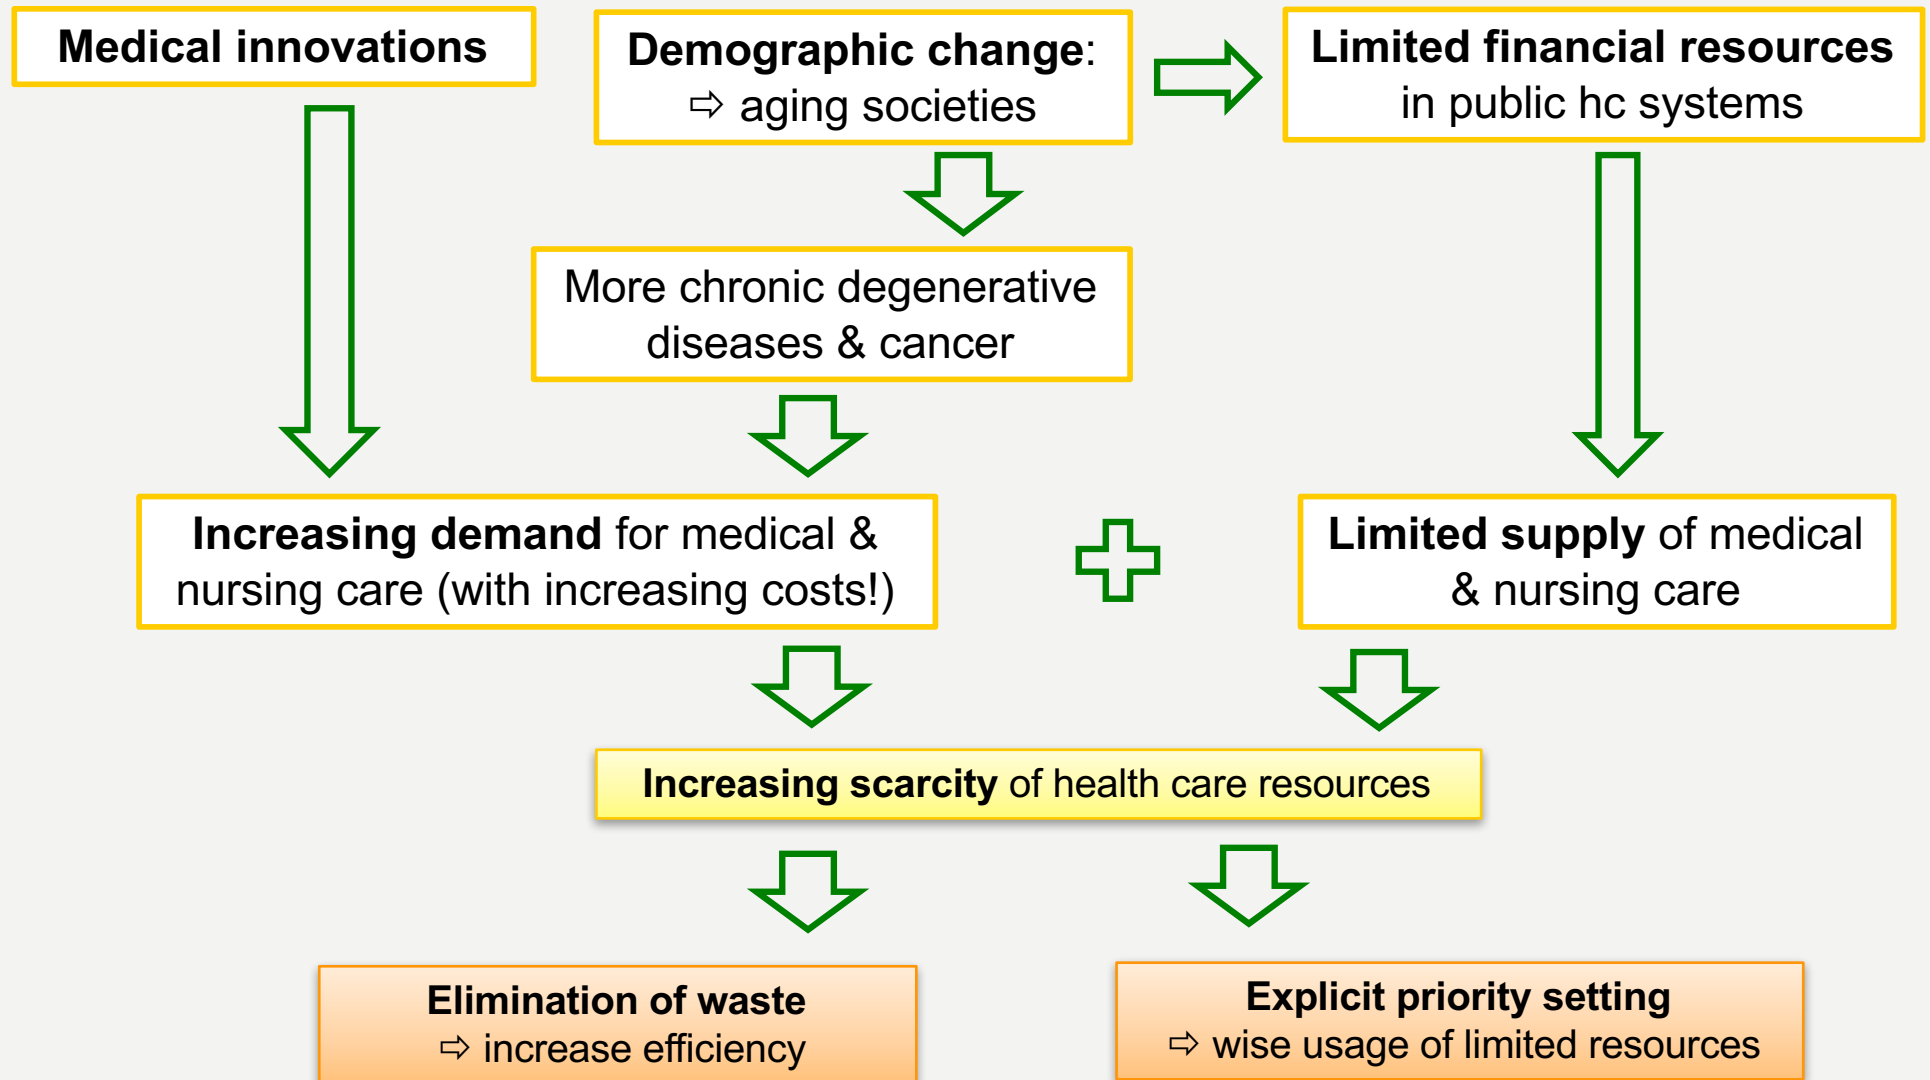 Medical innovations
Demographic change:
⇨ aging societies
Limited financial resources
in public hc systems
More chronic degenerative
diseases & cancer
Increasing demand for medical &
nursing care (with increasing costs!)
Limited supply of medical
& nursing care
Increasing scarcity of health care resources
Elimination of waste
⇨ increase efficiency
Explicit priority setting
⇨ wise usage of limited resources